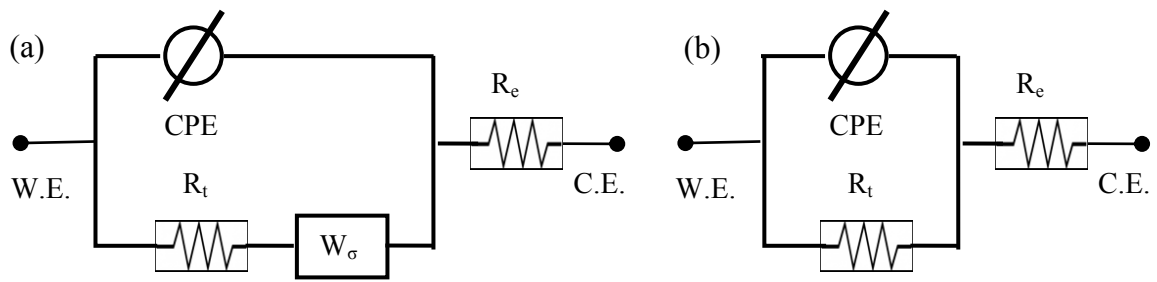 (a)
CPE
R_e
W.E.
C.E.
R_t
W_σ
(b)
CPE
R_e
W.E.
C.E.
R_t